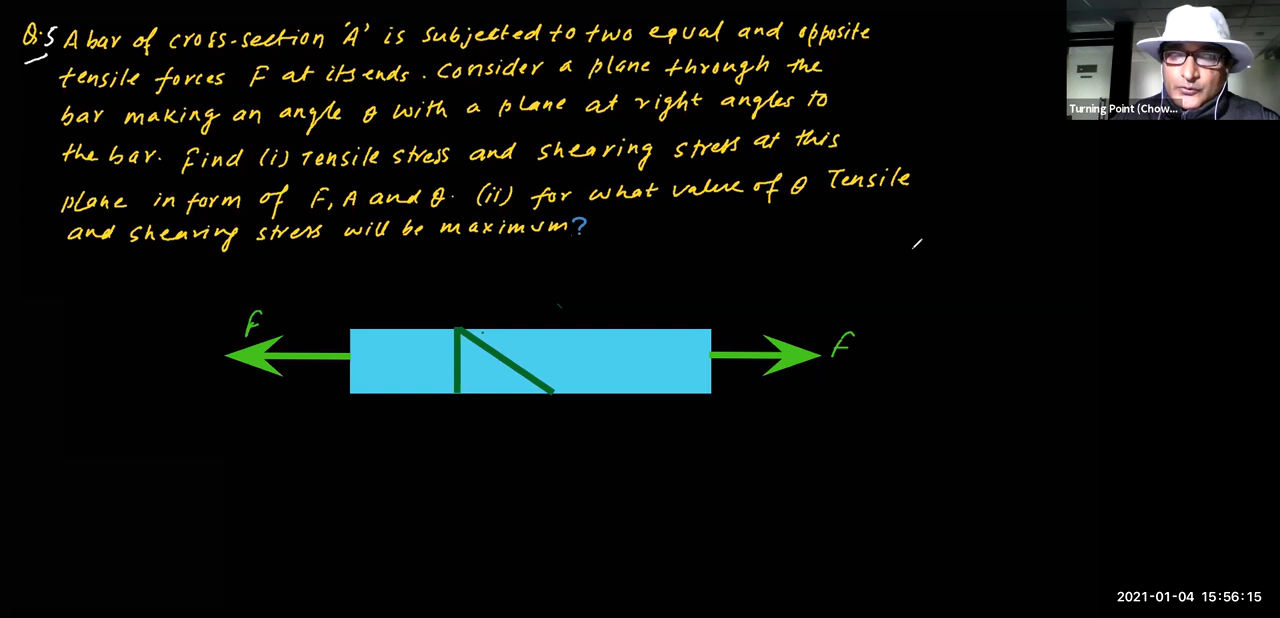 Q.5 A bar of cross-section 'A' is subjected to two equal and opposite
tensile forces F at its ends. Consider a plane through the
bar making an angle θ with a plane at right angles to
the bar. Find (i) Tensile stress and shearing stress at this
plane in form of F, A and θ. (ii) for what value of θ Tensile
and shearing stress will be maximum?
Turning Point (Chow...
F
F
2021-01-04 15:56:15